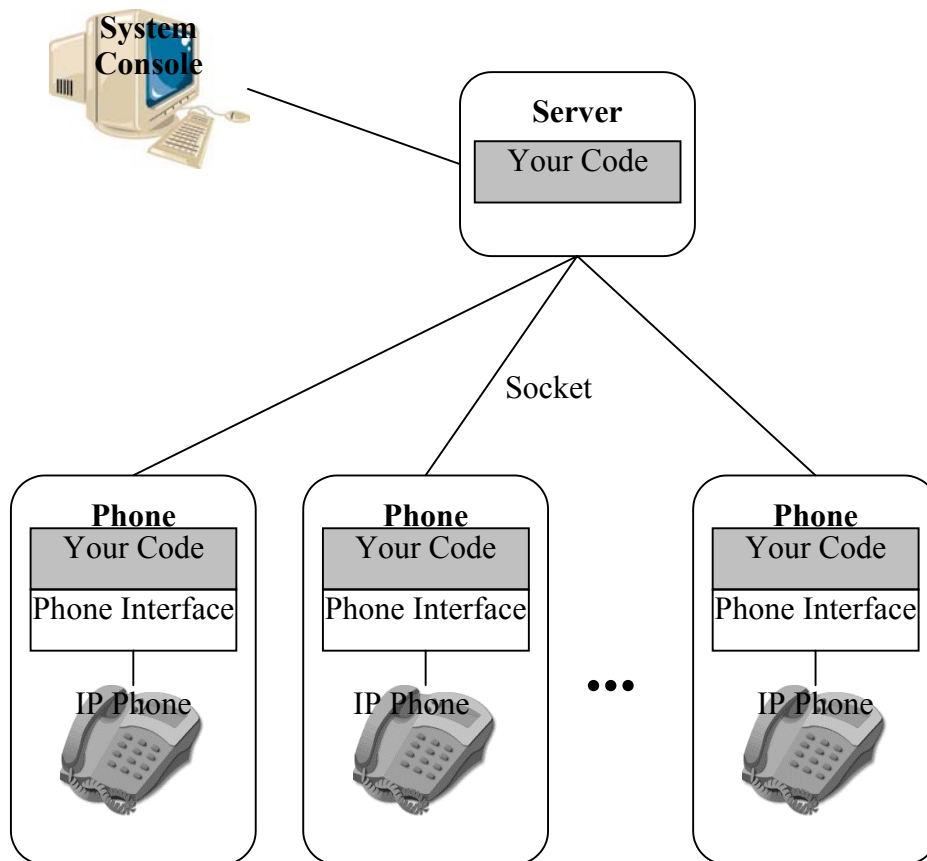 System
Console
Server
Your Code
Socket
Phone
Your Code
Phone Interface
IP Phone
Phone
Your Code
Phone Interface
IP Phone
...
Phone
Your Code
Phone Interface
IP Phone